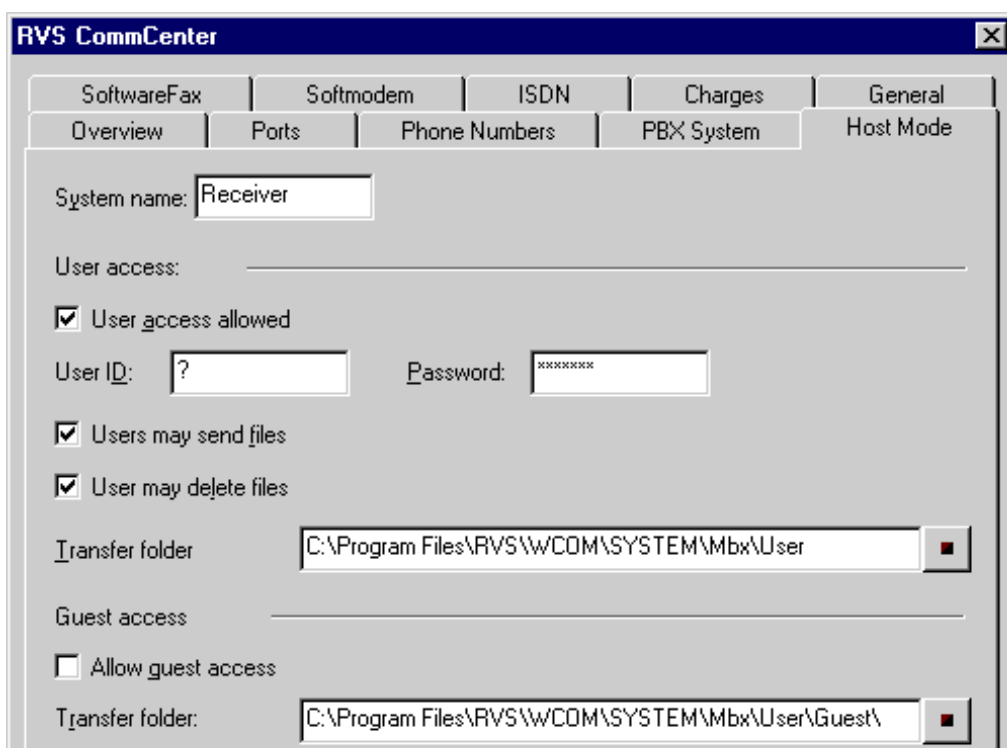 RVS CommCenter
SoftwareFax Softmodem ISDN Charges General
Overview Ports Phone Numbers PBX System Host Mode
System name: Receiver
User access:
User access allowed
User ID: ? Password: *******
Users may send files
User may delete files
Transfer folder C:\Program Files\RVS\WCOM\SYSTEM\Mbx\User
Guest access
Allow guest access
Transfer folder: C:\Program Files\RVS\WCOM\SYSTEM\Mbx\User\Guest\